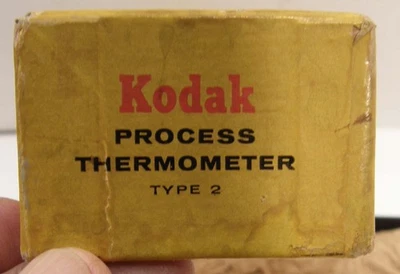 Kodak
PROCESS
THERMOMETER
TYPE 2